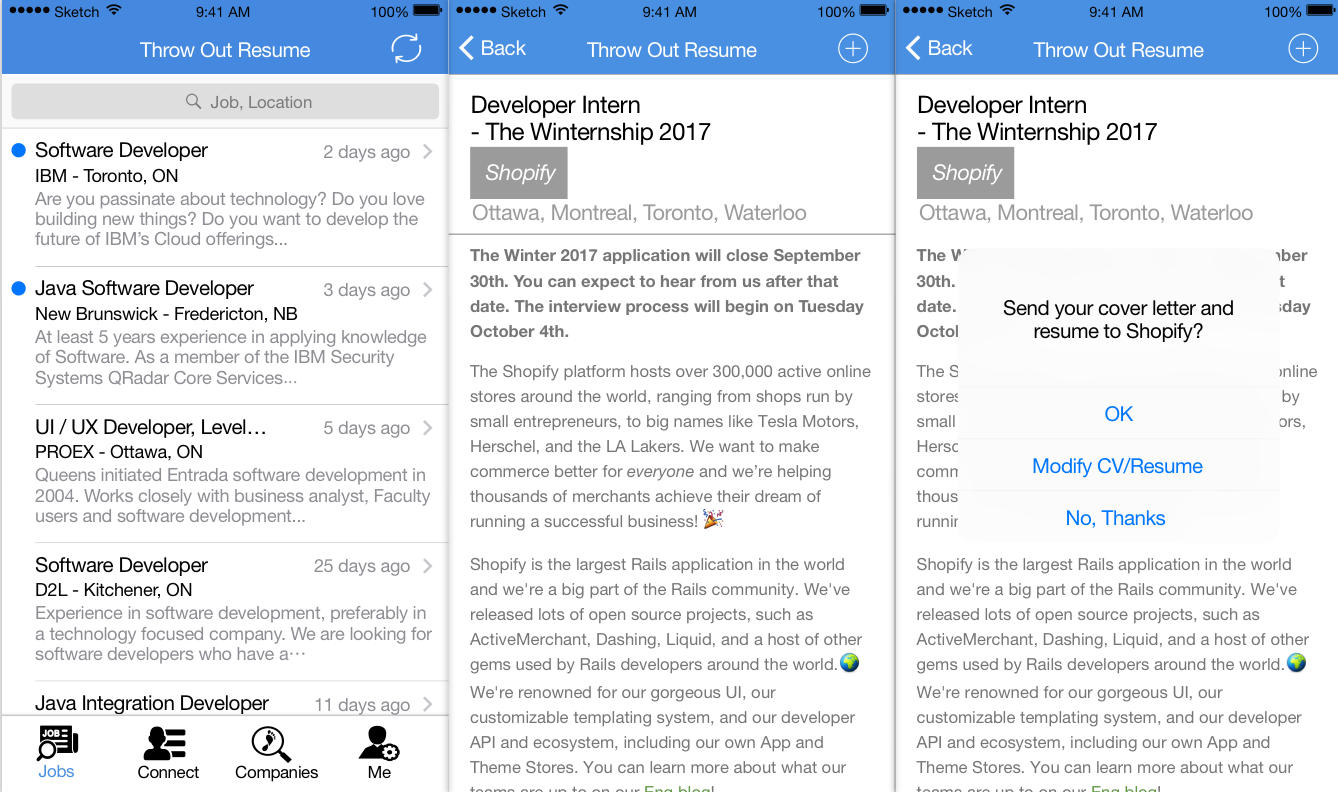 Sketch 9:41 AM 100%
Throw Out Resume
Job, Location
Software Developer 2 days ago
IBM - Toronto, ON
Are you passinate about technology? Do you love
building new things? Do you want to develop the
future of IBM's Cloud offerings...
Java Software Developer 3 days ago
New Brunswick - Fredericton, NB
At least 5 years experience in applying knowledge
of Software. As a member of the IBM Security
Systems QRadar Core Services...
UI / UX Developer, Level... 5 days ago
PROEX - Ottawa, ON
Queens initiated Entrada software development in
2004. Works closely with business analyst, Faculty
users and software development...
Software Developer 25 days ago
D2L - Kitchener, ON
Experience in software development, preferably in
a technology focused company. We are looking for
software developers who have a⋯
Java Integration Developer 11 days ago
JOB
Jobs Connect Companies Me
Sketch 9:41 AM 100%
Back Throw Out Resume
Developer Intern
- The Winternship 2017
Shopify
Ottawa, Montreal, Toronto, Waterloo
The Winter 2017 application will close September
30th. You can expect to hear from us after that
date. The interview process will begin on Tuesday
October 4th.
The Shopify platform hosts over 300,000 active online
stores around the world, ranging from shops run by
small entrepreneurs, to big names like Tesla Motors,
Herschel, and the LA Lakers. We want to make
commerce better for everyone and we're helping
thousands of merchants achieve their dream of
running a successful business! 🎉
Shopify is the largest Rails application in the world
and we're a big part of the Rails community. We've
released lots of open source projects, such as
ActiveMerchant, Dashing, Liquid, and a host of other
gems used by Rails developers around the world.🌍
We're renowned for our gorgeous UI, our
customizable templating system, and our developer
API and ecosystem, including our own App and
Theme Stores. You can learn more about what our
teams are up to on our Eng blog!
Sketch 9:41 AM 100%
Back Throw Out Resume
Developer Intern
- The Winternship 2017
Shopify
Ottawa, Montreal, Toronto, Waterloo
The W
30th.
date.
Octol
The S
stores
small
Hersc
comm
thous
runnin
Send your cover letter and
resume to Shopify?
OK
Modify CV/Resume
No, Thanks
nber
t
sday
online
by
ors,
Shopify is the largest Rails application in the world
and we're a big part of the Rails community. We've
released lots of open source projects, such as
ActiveMerchant, Dashing, Liquid, and a host of other
gems used by Rails developers around the world.🌍
We're renowned for our gorgeous UI, our
customizable templating system, and our developer
API and ecosystem, including our own App and
Theme Stores. You can learn more about what our
teams are up to on our Eng blog!